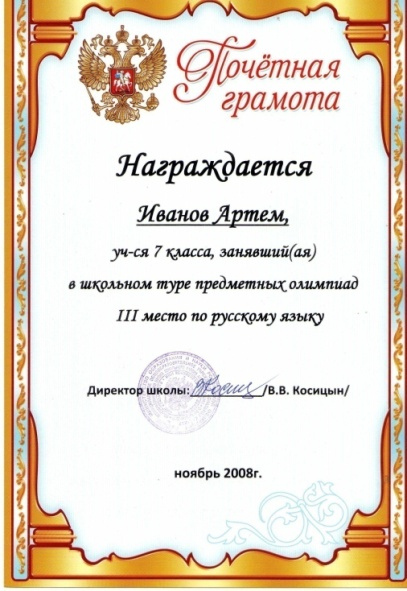 Почётная
грамота
Награждается
Иванов Артем,
уч-ся 7 класса, занявший(ая)
в школьном туре предметных олимпиад
III место по русскому языку
Директор школы: /В.В. Косицын/
ноябрь 2008г.